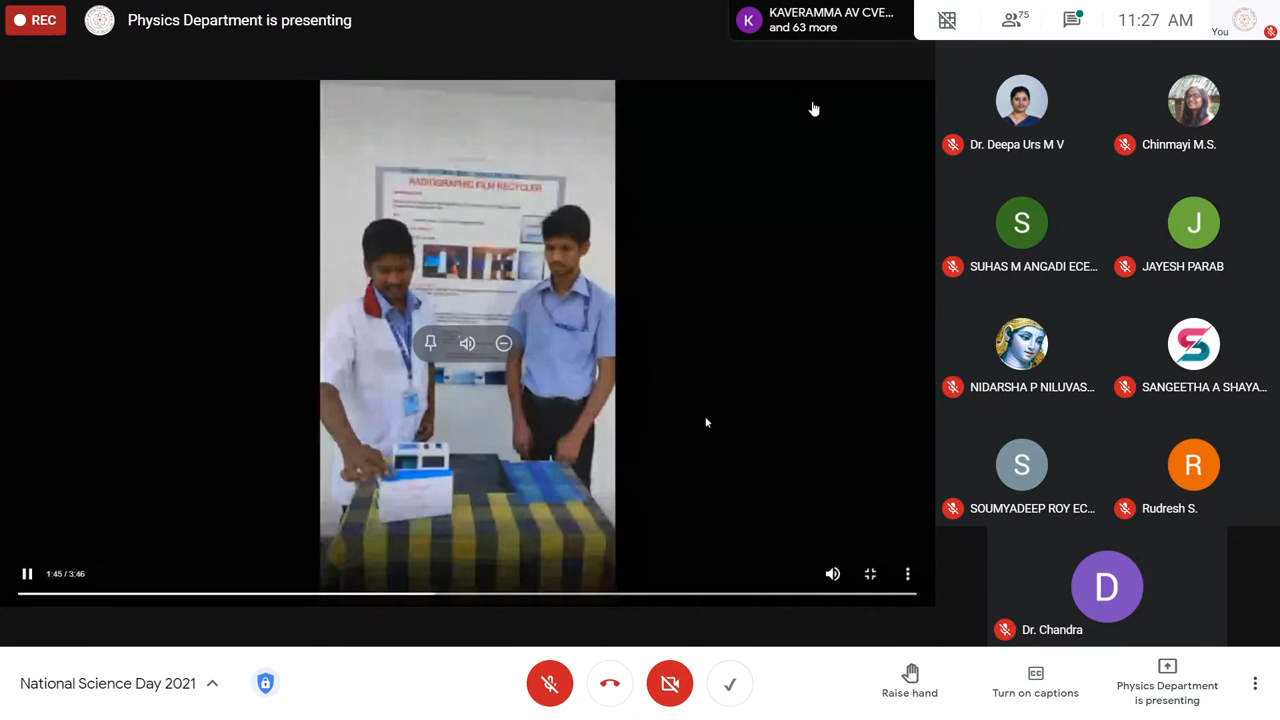 REC
Physics Department is presenting
K
KAVERAMMA AV CVE...
and 63 more
75
11:27 AM
You
RADIOGRAPHIC FILM RECYCLER
Dr. Deepa Urs M V
Chinmayi M.S.
S
SUHAS M ANGADI ECE...
J
JAYESH PARAB
NIDARSHA P NILUVAS...
S
SANGEETHA A SHAYA...
S
SOUMYADEEP ROY EC...
R
Rudresh S.
D
Dr. Chandra
1:45 / 3:46
National Science Day 2021
Raise hand
CC
Turn on captions
Physics Department
is presenting